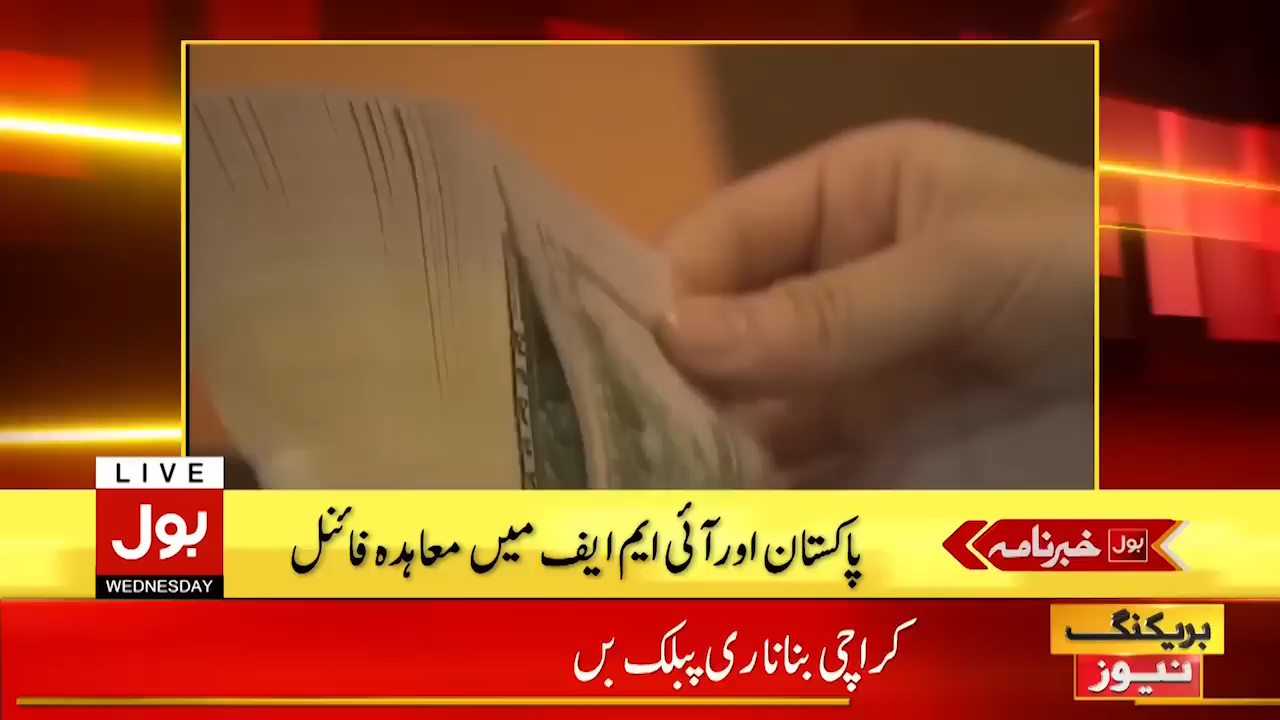 LIVE
بول
WEDNESDAY
پاکستان اور آئی ایم ایف میں معاہدہ فائنل
بول خبرنامہ
کراچی بنا ناری پبلک بس
بریکنگ
نیوز